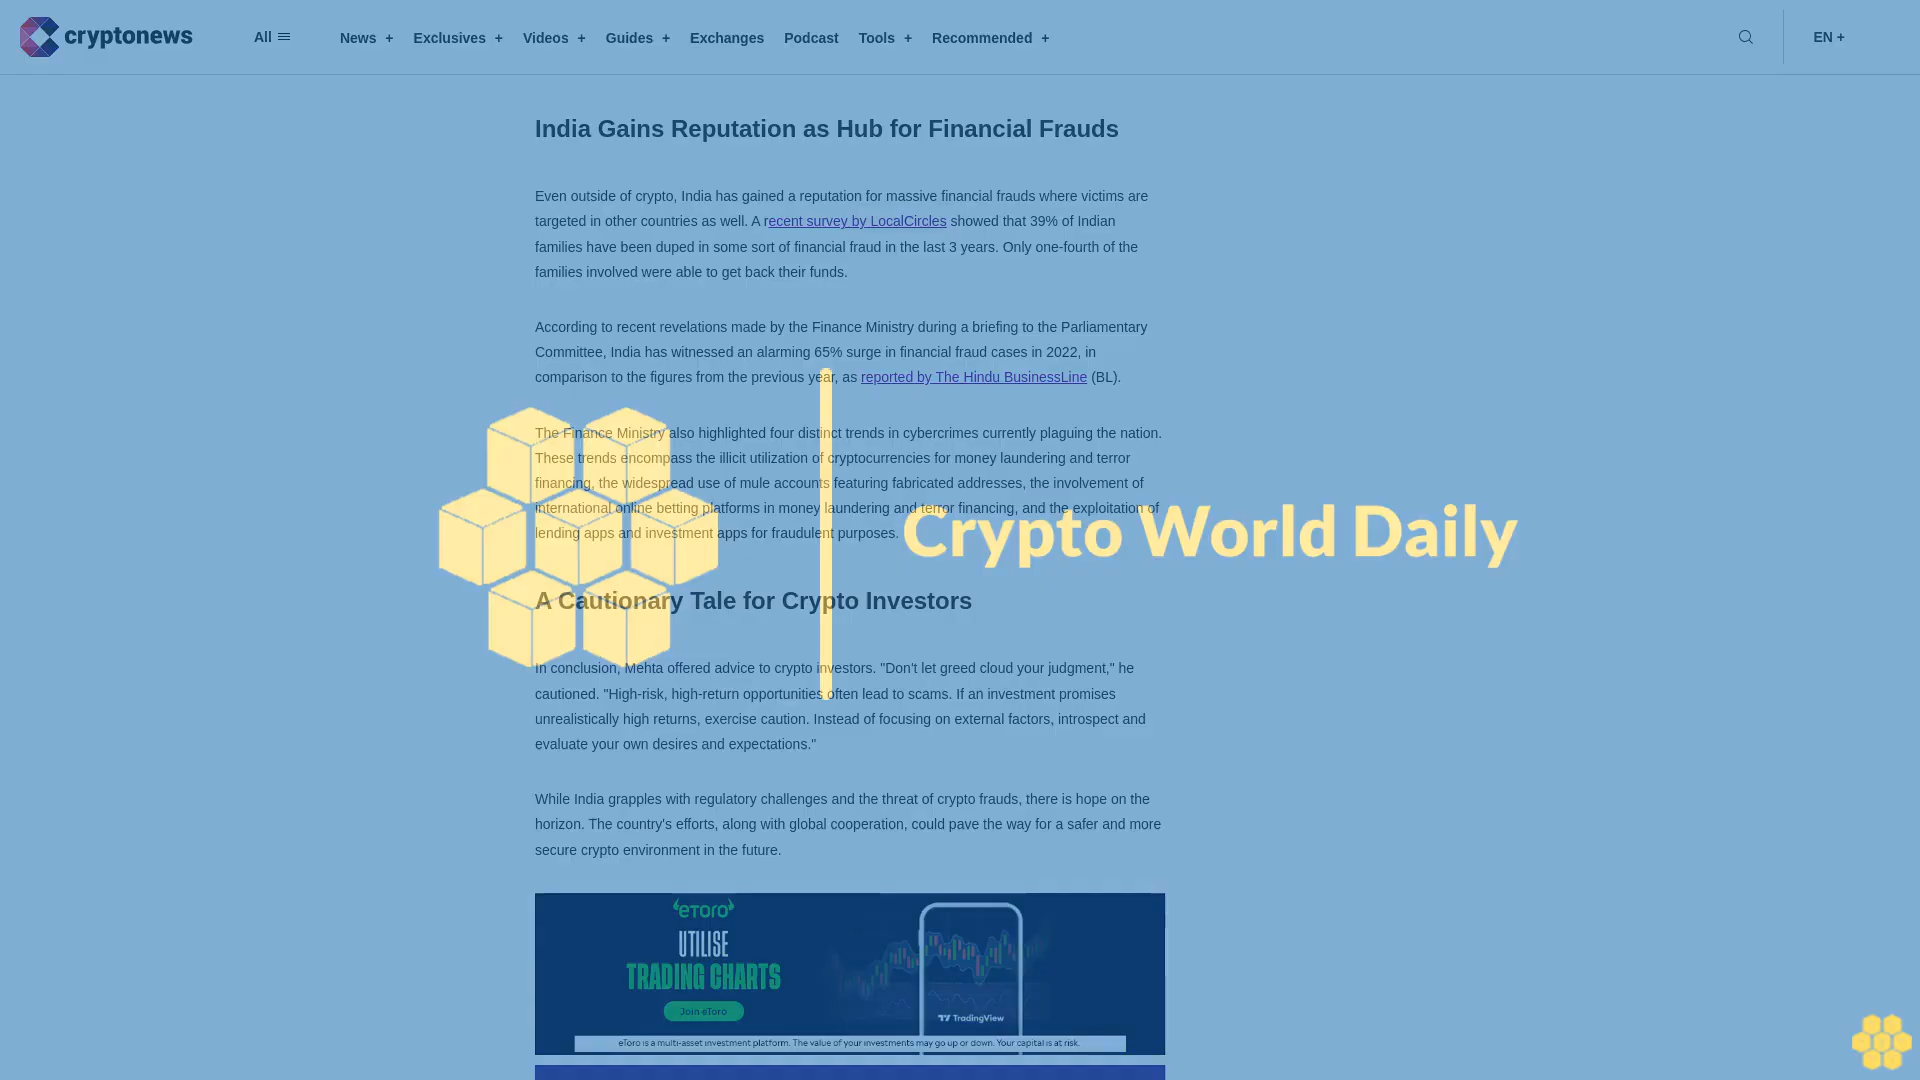 cryptonews
All
News + Exclusives + Videos + Guides + Exchanges Podcast Tools + Recommended +
EN +
India Gains Reputation as Hub for Financial Frauds
Even outside of crypto, India has gained a reputation for massive financial frauds where victims are
targeted in other countries as well. A recent survey by LocalCircles showed that 39% of Indian
families have been duped in some sort of financial fraud in the last 3 years. Only one-fourth of the
families involved were able to get back their funds.
According to recent revelations made by the Finance Ministry during a briefing to the Parliamentary
Committee, India has witnessed an alarming 65% surge in financial fraud cases in 2022, in
comparison to the figures from the previous year, as reported by The Hindu BusinessLine (BL).
The Finance Ministry also highlighted four distinct trends in cybercrimes currently plaguing the nation.
These trends encompass the illicit utilization of cryptocurrencies for money laundering and terror
financing, the widespread use of mule accounts featuring fabricated addresses, the involvement of
international online betting platforms in money laundering and terror financing, and the exploitation of
lending apps and investment apps for fraudulent purposes.
Crypto World Daily
A Cautionary Tale for Crypto Investors
In conclusion, Mehta offered advice to crypto investors. "Don't let greed cloud your judgment," he
cautioned. "High-risk, high-return opportunities often lead to scams. If an investment promises
unrealistically high returns, exercise caution. Instead of focusing on external factors, introspect and
evaluate your own desires and expectations."
While India grapples with regulatory challenges and the threat of crypto frauds, there is hope on the
horizon. The country's efforts, along with global cooperation, could pave the way for a safer and more
secure crypto environment in the future.
eToro
UTILISE
TRADING CHARTS
Join eToro
TradingView
eToro is a multi-asset investment platform. The value of your investments may go up or down. Your capital is at risk.